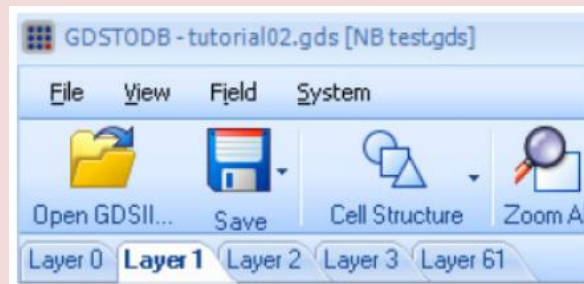 GDSTODB - tutorial02.gds [NB test.gds]
File View Field System
Open GDSII... Save Cell Structure Zoom A
Layer 0 Layer 1 Layer 2 Layer 3 Layer 61